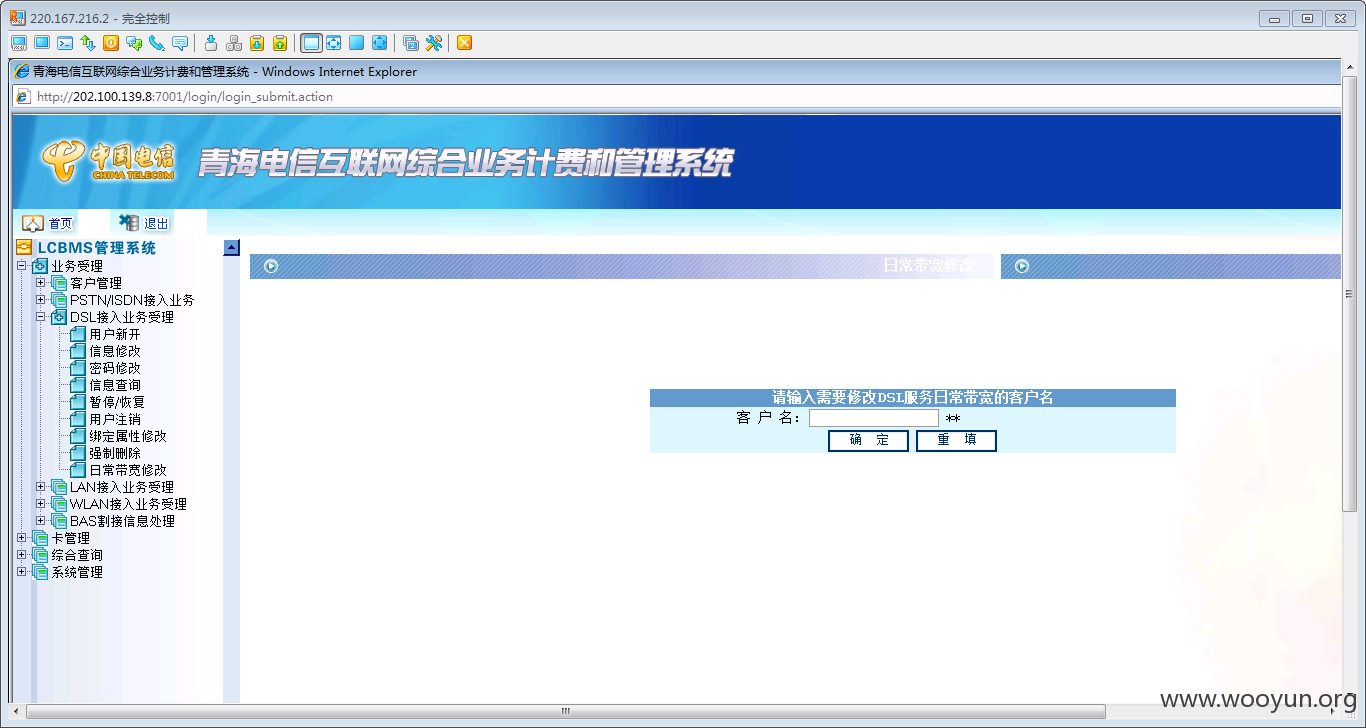 220.167.216.2 - 完全控制
青海电信互联网综合业务计费和管理系统 - Windows Internet Explorer
http://202.100.139.8:7001/login/login_submit.action
中国电信
CHINA TELECOM
青海电信互联网综合业务计费和管理系统
首页
退出
LCBMS管理系统
业务受理
客户管理
PSTN/ISDN接入业务
DSL接入业务受理
用户新开
信息修改
密码修改
信息查询
暂停/恢复
用户注销
绑定属性修改
强制删除
日常带宽修改
LAN接入业务受理
WLAN接入业务受理
BAS割接信息处理
卡管理
综合查询
系统管理
日常带宽修改
请输入需要修改DSL服务日常带宽的客户名
客 户 名: **
确 定
重 填
www.wooyun.org